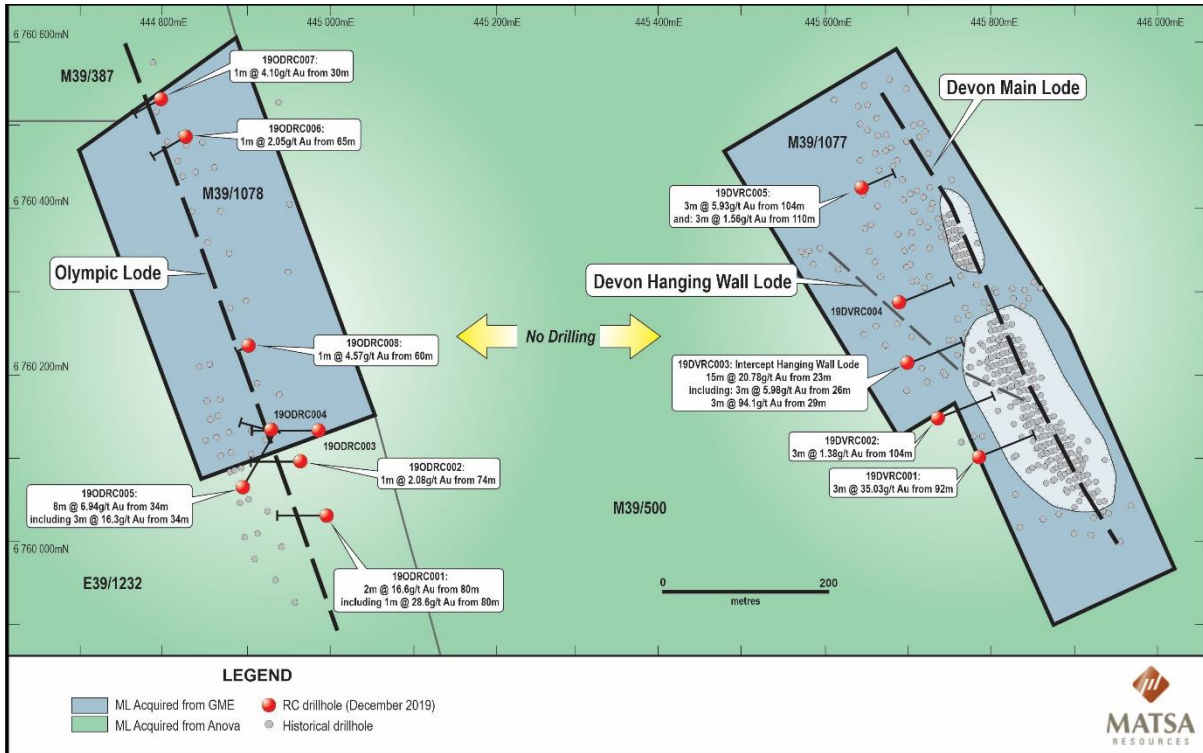 444 800mE
445 000mE
445 200mE
445 400mE
445 600mE
445 800mE
446 000mE
6 760 600mN
6 760 400mN
6 760 200mN
6 760 000mN
M39/387
19ODRC007:
1m @ 4.10g/t Au from 30m
19ODRC006:
1m @ 2.05g/t Au from 65m
M39/1078
Olympic Lode
19ODRC008:
1m @ 4.57g/t Au from 60m
19ODRC004
19ODRC003
19ODRC002:
1m @ 2.08g/t Au from 74m
19ODRC005:
8m @ 6.94g/t Au from 34m
including 3m @ 16.3g/t Au from 34m
19ODRC001:
2m @ 16.6g/t Au from 80m
including 1m @ 28.6g/t Au from 80m
E39/1232
No Drilling
Devon Main Lode
M39/1077
19DVRC005:
3m @ 5.93g/t Au from 104m
and: 3m @ 1.56g/t Au from 110m
Devon Hanging Wall Lode
19DVRC004
19DVRC003: Intercept Hanging Wall Lode
15m @ 20.78g/t Au from 23m
including: 3m @ 5.98g/t Au from 26m
3m @ 94.1g/t Au from 29m
19DVRC002:
3m @ 1.38g/t Au from 104m
19DVRC001:
3m @ 35.03g/t Au from 92m
M39/500
0
200
metres
LEGEND
ML Acquired from GME
RC drillhole (December 2019)
ML Acquired from Anova
Historical drillhole
MATSA
RESOURCES